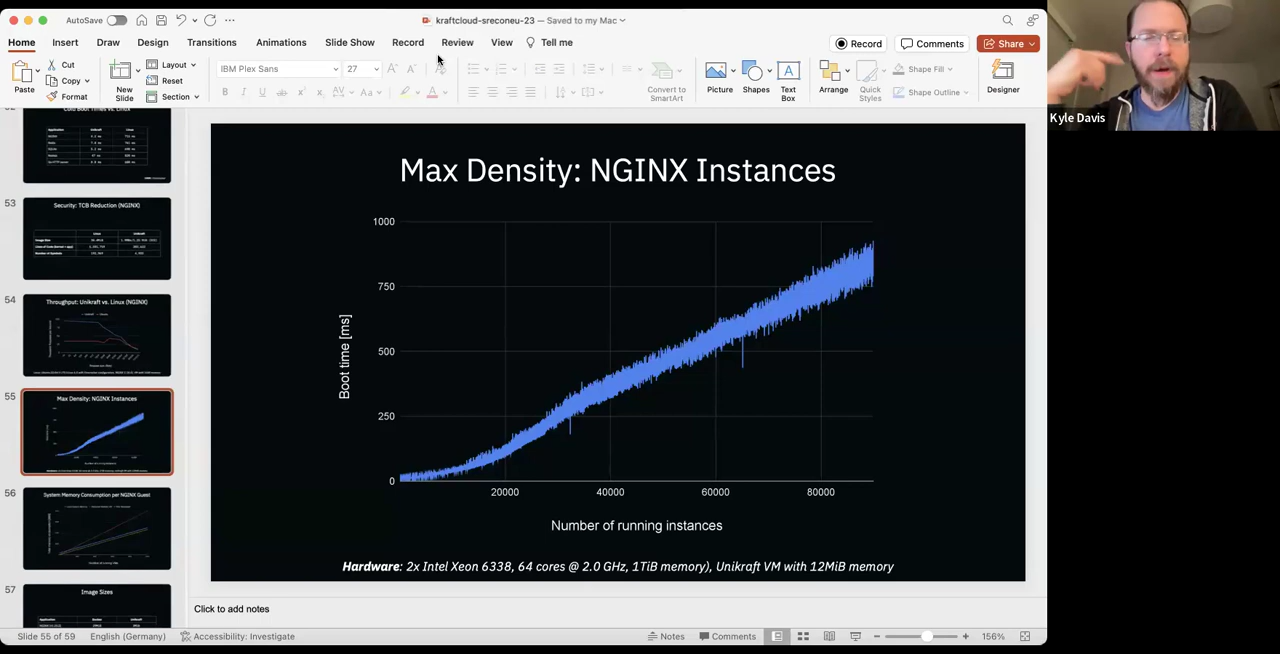 AutoSave
kraftcloud-sreconeu-23 — Saved to my Mac
Home Insert Draw Design Transitions Animations Slide Show Record Review View Tell me
Record Comments Share
Paste
Cut
Copy
Format
New Slide
Layout
Reset
Section
IBM Plex Sans 27
Convert to SmartArt
Picture
Shapes
Text Box
Arrange
Quick Styles
Shape Fill
Shape Outline
Designer
Kyle Davis
53
Security: TCB Reduction (NGINX)
54
Throughput: Unikraft vs. Linux (NGINX)
55
Max Density: NGINX Instances
56
System Memory Consumption per NGINX Guest
57
Image Sizes
Max Density: NGINX Instances
1000
750
500
250
0
Boot time [ms]
20000 40000 60000 80000
Number of running instances
Hardware: 2x Intel Xeon 6338, 64 cores @ 2.0 GHz, 1TiB memory), Unikraft VM with 12MiB memory
Click to add notes
Slide 55 of 59 English (Germany) Accessibility: Investigate Notes Comments 156%